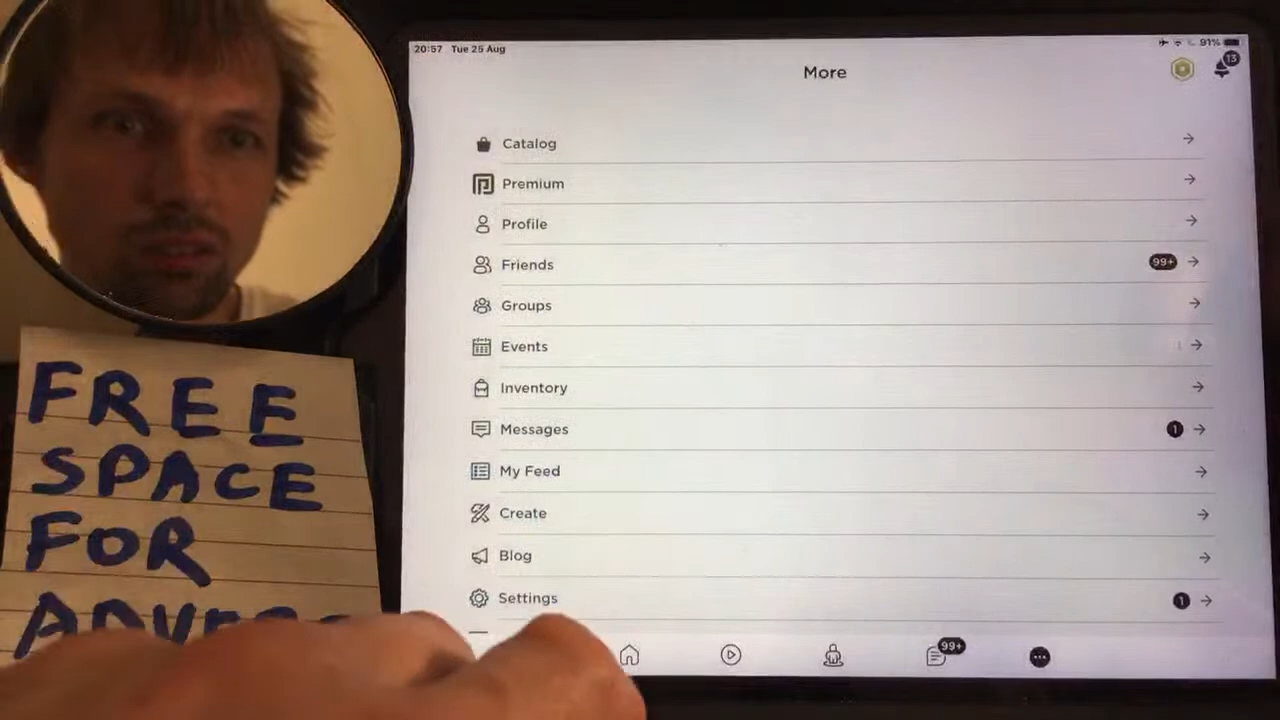 20:57 Tue 25 Aug
91%
More
13
Catalog
Premium
Profile
Friends
99+
Groups
Events
Inventory
Messages
1
My Feed
Create
Blog
Settings
1
99+
FREE
SPACE
FOR